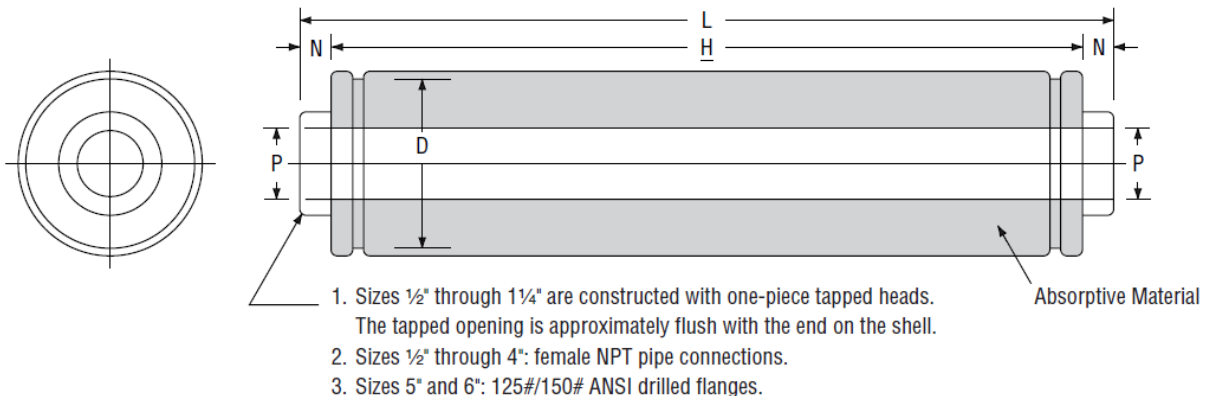 L
N
H
N
P
D
P
1. Sizes ½" through 1¼" are constructed with one-piece tapped heads.
The tapped opening is approximately flush with the end on the shell.
2. Sizes ½" through 4": female NPT pipe connections.
3. Sizes 5" and 6": 125#/150# ANSI drilled flanges.
Absorptive Material